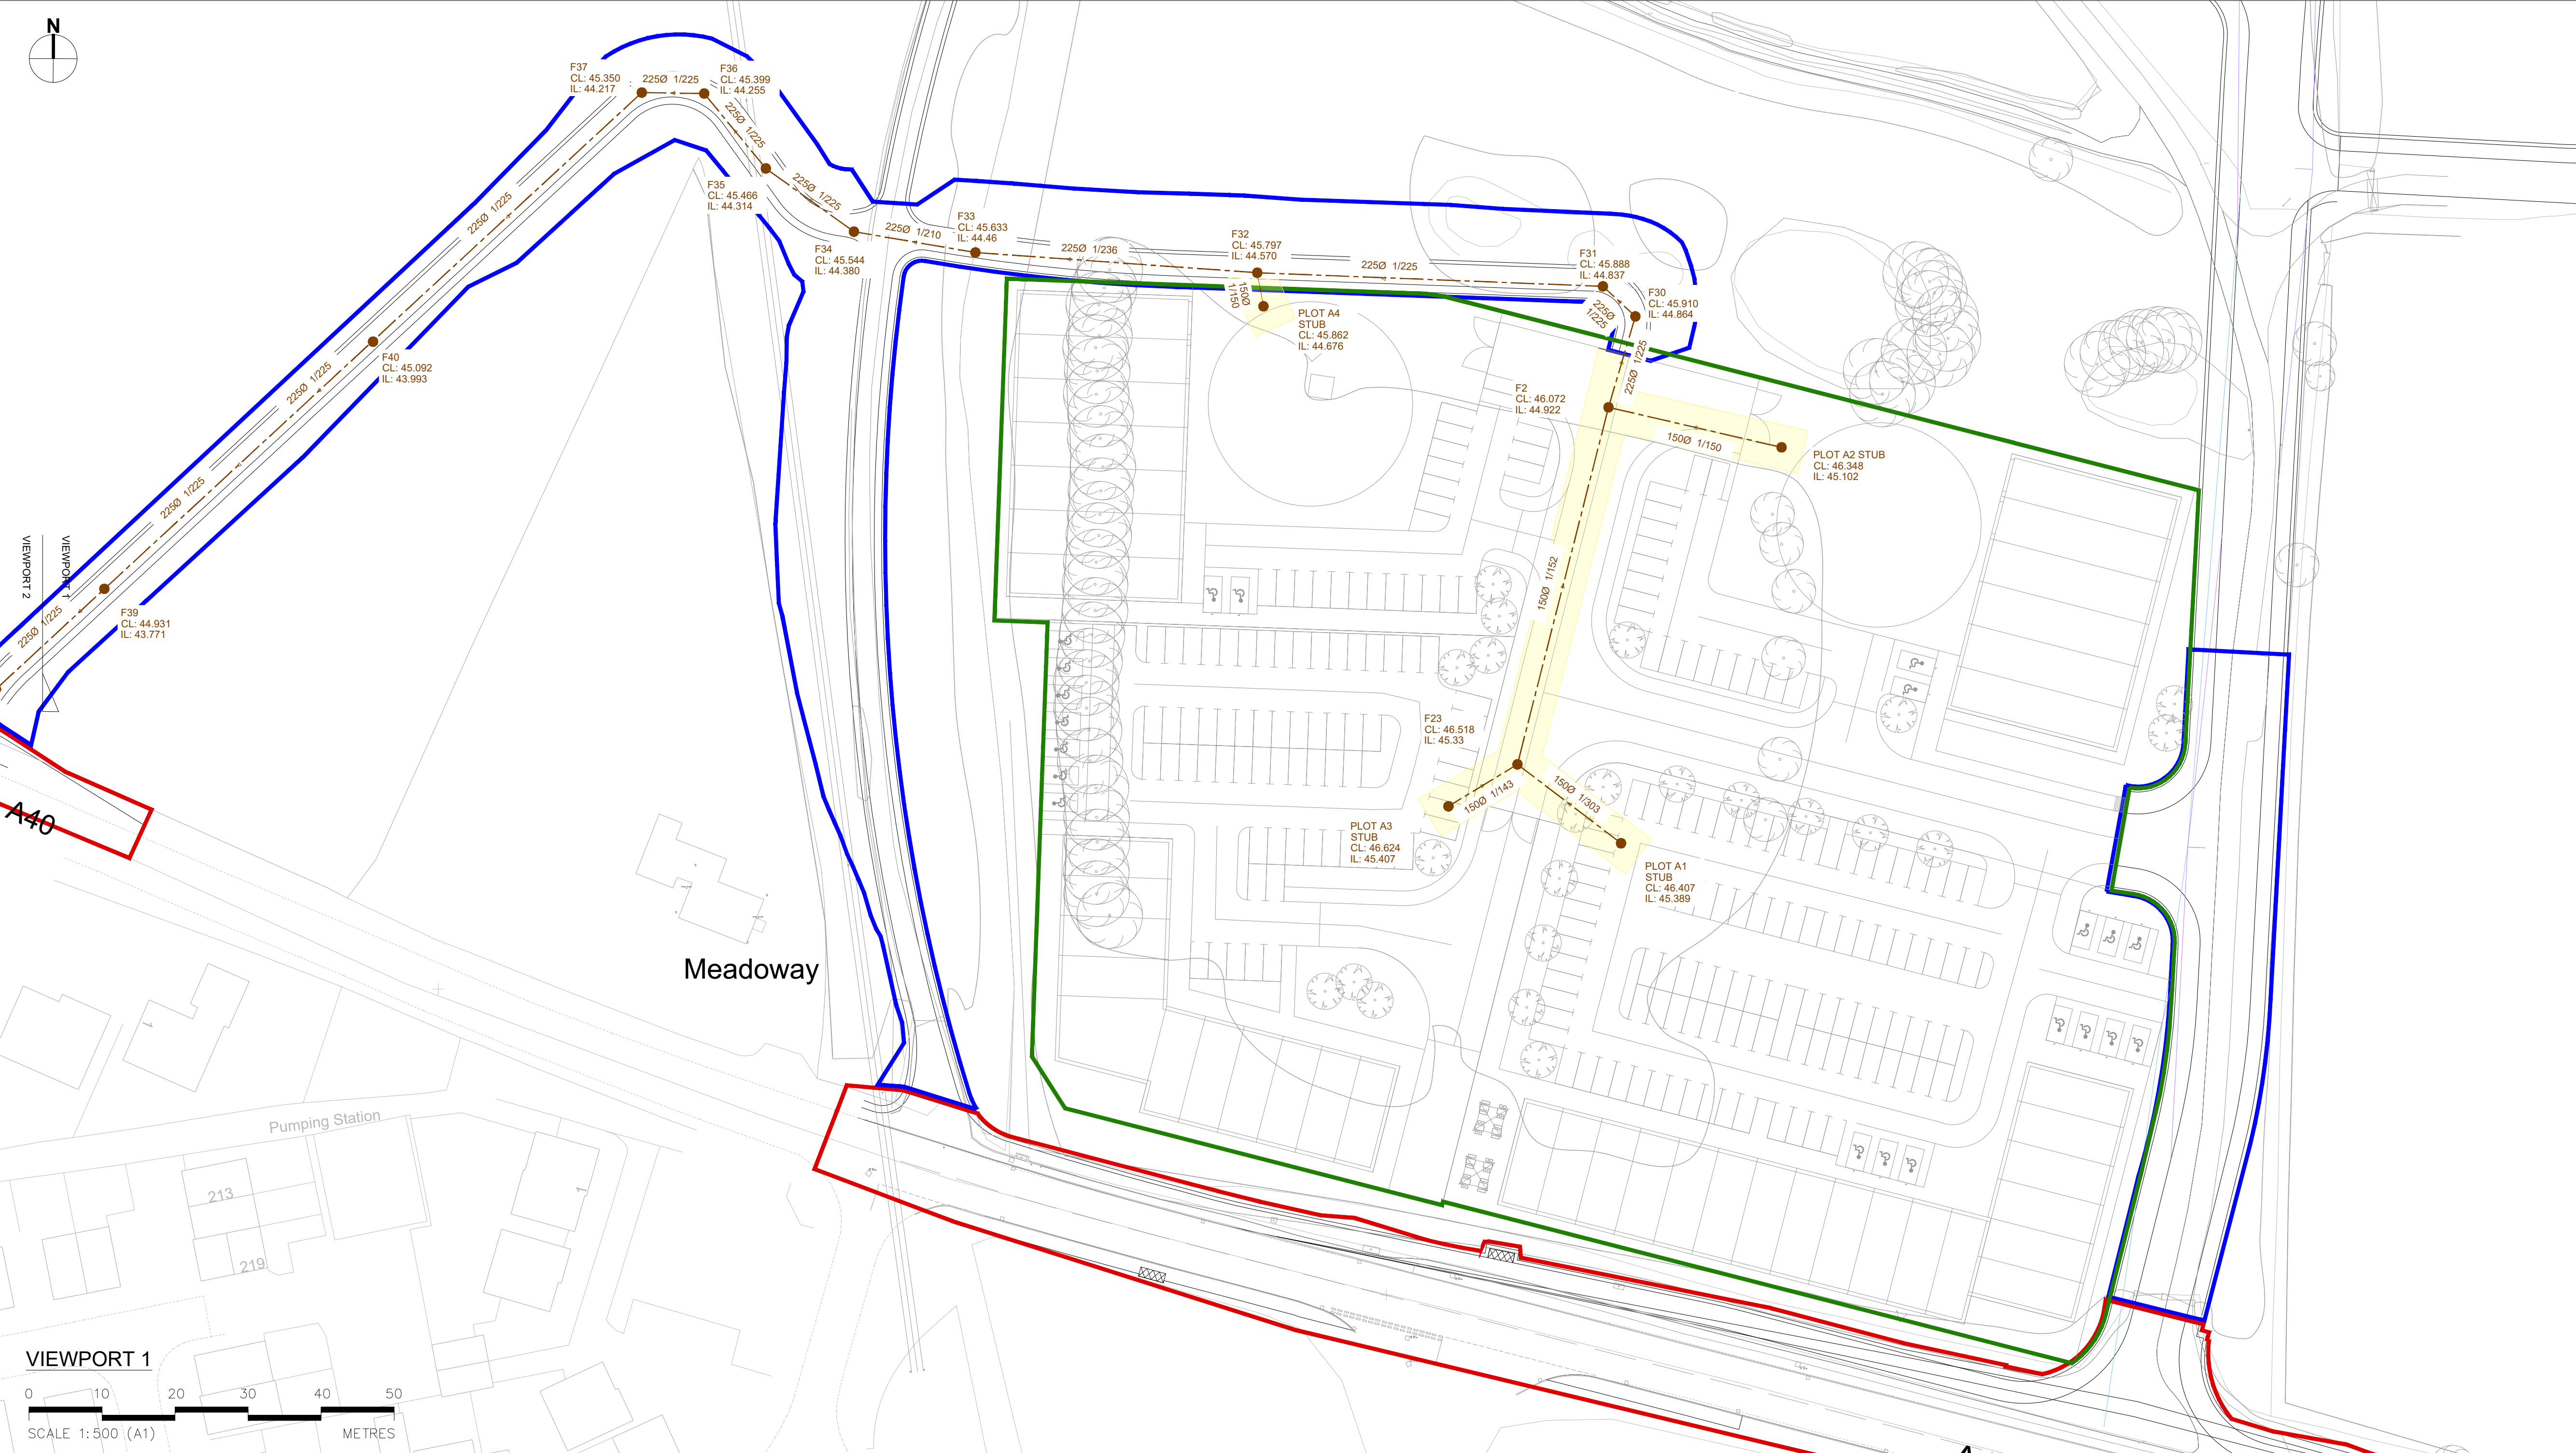 N
F37
CL: 45.350
IL: 44.217
225Ø 1/225
F36
CL: 45.399
IL: 44.255
225Ø 1/225
F35
CL: 45.466
IL: 44.314
225Ø 1/225
F34
CL: 45.544
IL: 44.380
225Ø 1/210
F33
CL: 45.633
IL: 44.46
225Ø 1/236
F32
CL: 45.797
IL: 44.570
225Ø 1/225
F31
CL: 45.888
IL: 44.837
F30
CL: 45.910
IL: 44.864
225Ø
1/225
150Ø
1/150
PLOT A4
STUB
CL: 45.862
IL: 44.676
225Ø 1/225
F2
CL: 46.072
IL: 44.922
150Ø 1/150
PLOT A2 STUB
CL: 46.348
IL: 45.102
225Ø 1/225
225Ø 1/225
F40
CL: 45.092
IL: 43.993
225Ø 1/225
VIEWPORT 2
VIEWPORT 1
225Ø 1/225
F39
CL: 44.931
IL: 43.771
150Ø 1/152
F23
CL: 46.518
IL: 45.33
150Ø 1/143
150Ø 1/303
PLOT A3
STUB
CL: 46.624
IL: 45.407
PLOT A1
STUB
CL: 46.407
IL: 45.389
A40
Meadoway
Pumping Station
213
219
1
VIEWPORT 1
0 10 20 30 40 50
SCALE 1:500 (A1) METRES
A